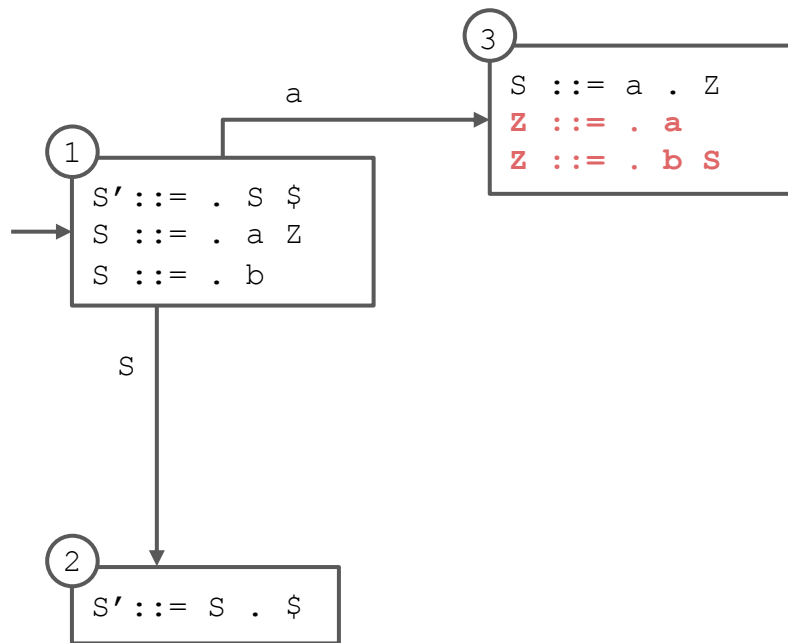 3
S ::= a . Z
Z ::= . a
Z ::= . b S
a
1
S′::= . S $
S ::= . a Z
S ::= . b
S
2
S′::= S . $